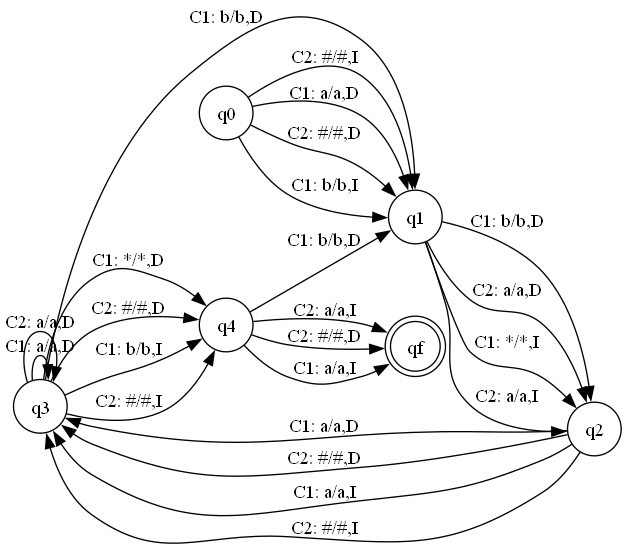 C1: b/b,D
C2: #/#,I
C1: a/a,D
q0
C2: #/#,D
C1: b/b,I
q1
C1: b/b,D
C1: b/b,D
C1: */*,D
C2: a/a,D
C2: #/#,D
C2: a/a,I
C2: a/a,D
q4
C2: #/#,D
qf
C1: */*,I
C1: a/a,D
C1: b/b,I
C1: a/a,I
C2: a/a,I
C2: #/#,I
q3
q2
C1: a/a,D
C2: #/#,D
C1: a/a,I
C2: #/#,I